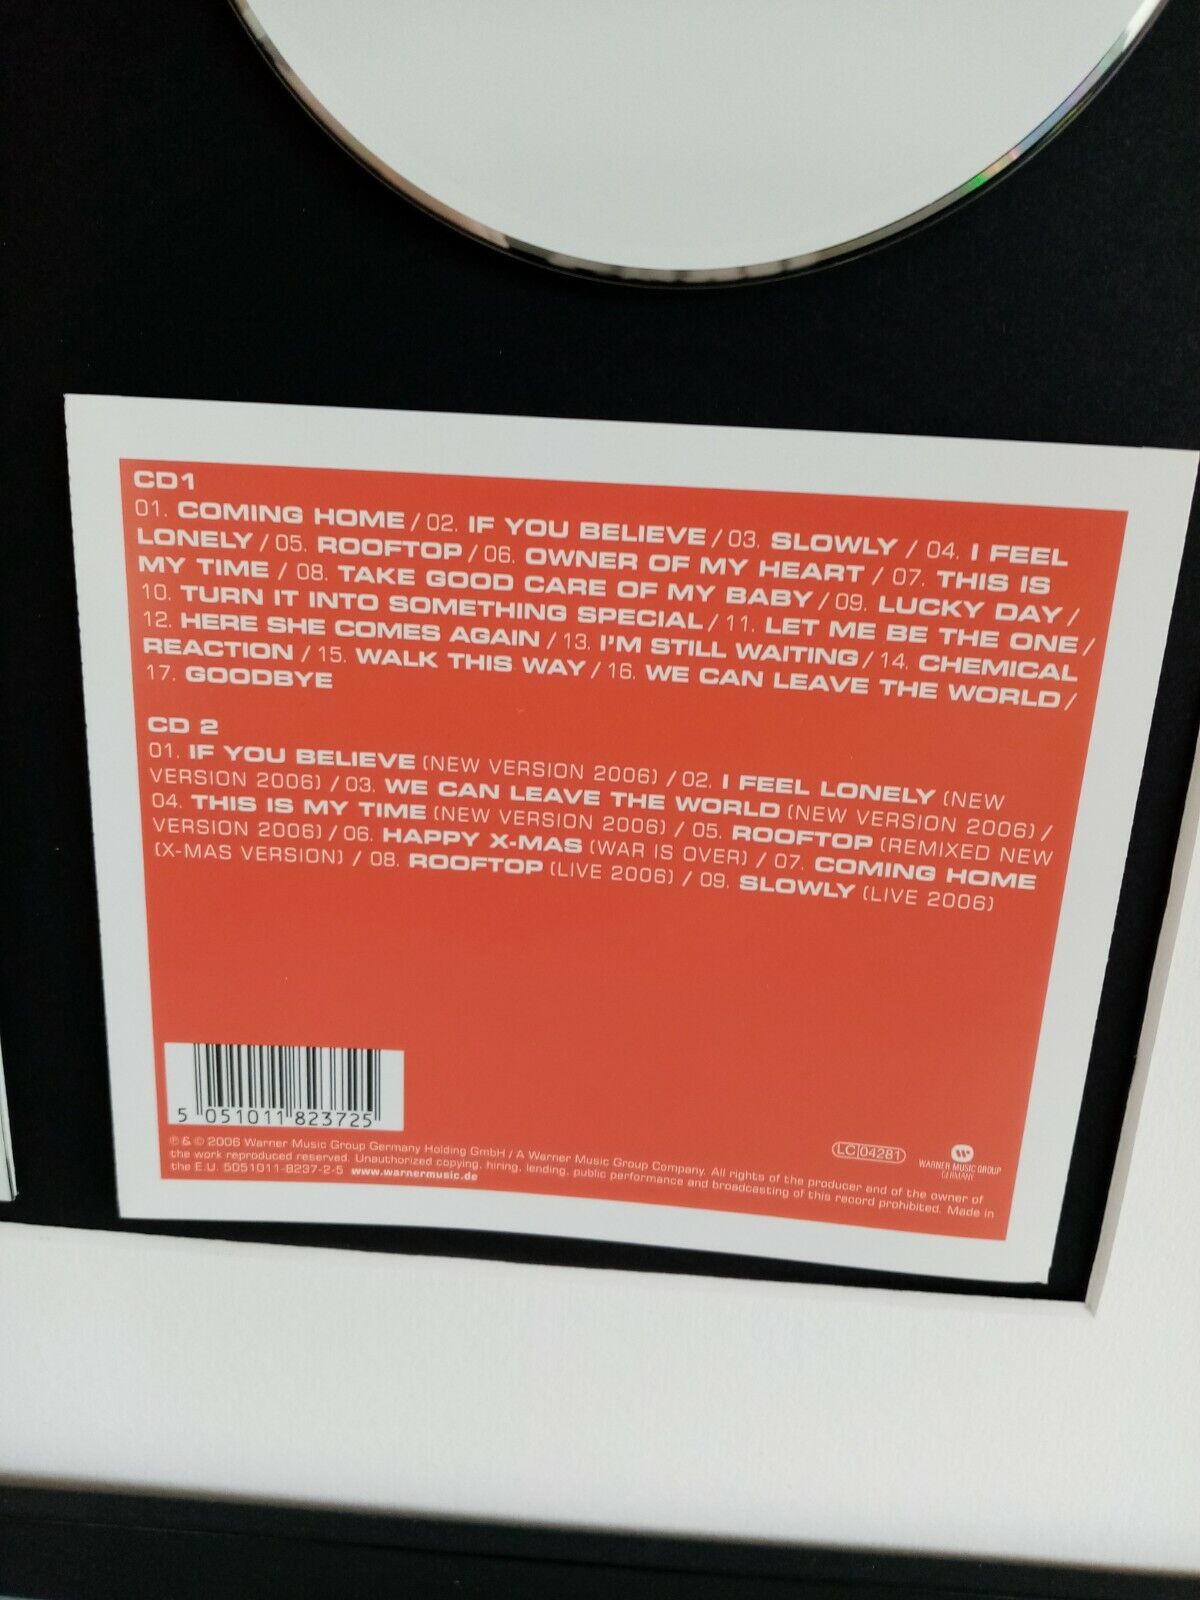 CD1
01. COMING HOME / 02. IF YOU BELIEVE / 03. SLOWLY / 04. I FEEL
LONELY / 05. ROOFTOP / 06. OWNER OF MY HEART / 07. THIS IS
MY TIME / 08. TAKE GOOD CARE OF MY BABY / 09. LUCKY DAY /
10. TURN IT INTO SOMETHING SPECIAL / 11. LET ME BE THE ONE /
12. HERE SHE COMES AGAIN / 13. I'M STILL WAITING / 14. CHEMICAL
REACTION / 15. WALK THIS WAY / 16. WE CAN LEAVE THE WORLD /
17. GOODBYE
CD 2
01. IF YOU BELIEVE (NEW VERSION 2006) / 02. I FEEL LONELY (NEW
VERSION 2006) / 03. WE CAN LEAVE THE WORLD (NEW VERSION 2006) /
04. THIS IS MY TIME (NEW VERSION 2006) / 05. ROOFTOP (REMIXED NEW
VERSION 2006) / 06. HAPPY X-MAS (WAR IS OVER) / 07. COMING HOME
(X-MAS VERSION) / 08. ROOFTOP (LIVE 2006) / 09. SLOWLY (LIVE 2006)
5 051011 823725
℗ & © 2006 Warner Music Group Germany Holding GmbH / A Warner Music Group Company. All rights of the producer and of the owner of
the work reproduced reserved. Unauthorized copying, hiring, lending, public performance and broadcasting of this record prohibited. Made in
the E.U. 5051011-8237-2-5 www.warnermusic.de
LC 04281
WARNER MUSIC GROUP
GERMANY